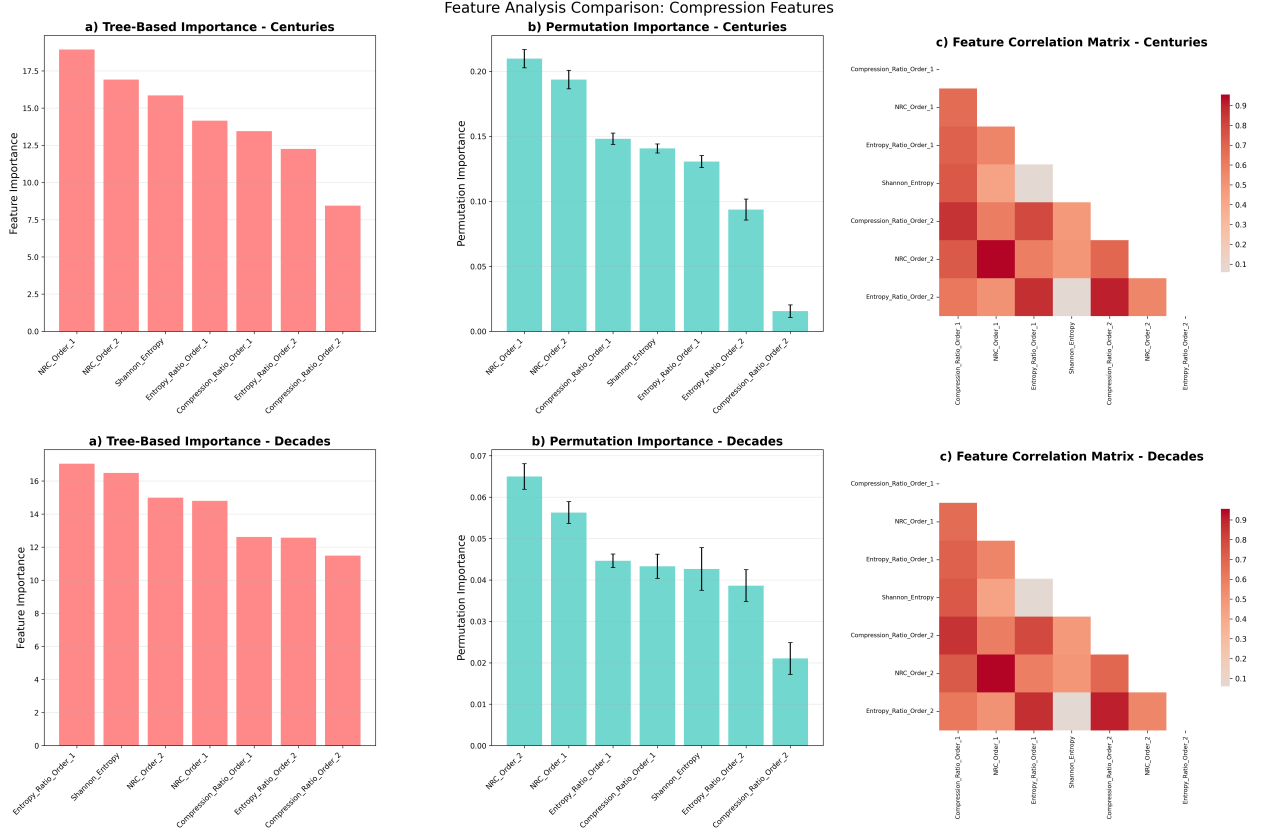 Feature Analysis Comparison: Compression Features
a) Tree-Based Importance - Centuries
Feature Importance
17.5
15.0
12.5
10.0
7.5
5.0
2.5
0.0
NRC_Order_1
NRC_Order_2
Shannon_Entropy
Entropy_Ratio_Order_1
Compression_Ratio_Order_1
Entropy_Ratio_Order_2
Compression_Ratio_Order_2
b) Permutation Importance - Centuries
Permutation Importance
0.20
0.15
0.10
0.05
0.00
NRC_Order_1
NRC_Order_2
Compression_Ratio_Order_1
Shannon_Entropy
Entropy_Ratio_Order_1
Entropy_Ratio_Order_2
Compression_Ratio_Order_2
c) Feature Correlation Matrix - Centuries
Compression_Ratio_Order_1
NRC_Order_1
Entropy_Ratio_Order_1
Shannon_Entropy
Compression_Ratio_Order_2
NRC_Order_2
Entropy_Ratio_Order_2
Compression_Ratio_Order_1
NRC_Order_1
Entropy_Ratio_Order_1
Shannon_Entropy
Compression_Ratio_Order_2
NRC_Order_2
Entropy_Ratio_Order_2
0.9
0.8
0.7
0.6
0.5
0.4
0.3
0.2
0.1
a) Tree-Based Importance - Decades
Feature Importance
16
14
12
10
8
6
4
2
0
Entropy_Ratio_Order_1
Shannon_Entropy
NRC_Order_2
NRC_Order_1
Compression_Ratio_Order_1
Entropy_Ratio_Order_2
Compression_Ratio_Order_2
b) Permutation Importance - Decades
Permutation Importance
0.07
0.06
0.05
0.04
0.03
0.02
0.01
0.00
NRC_Order_2
NRC_Order_1
Entropy_Ratio_Order_1
Compression_Ratio_Order_1
Shannon_Entropy
Entropy_Ratio_Order_2
Compression_Ratio_Order_2
c) Feature Correlation Matrix - Decades
Compression_Ratio_Order_1
NRC_Order_1
Entropy_Ratio_Order_1
Shannon_Entropy
Compression_Ratio_Order_2
NRC_Order_2
Entropy_Ratio_Order_2
Compression_Ratio_Order_1
NRC_Order_1
Entropy_Ratio_Order_1
Shannon_Entropy
Compression_Ratio_Order_2
NRC_Order_2
Entropy_Ratio_Order_2
0.9
0.8
0.7
0.6
0.5
0.4
0.3
0.2
0.1